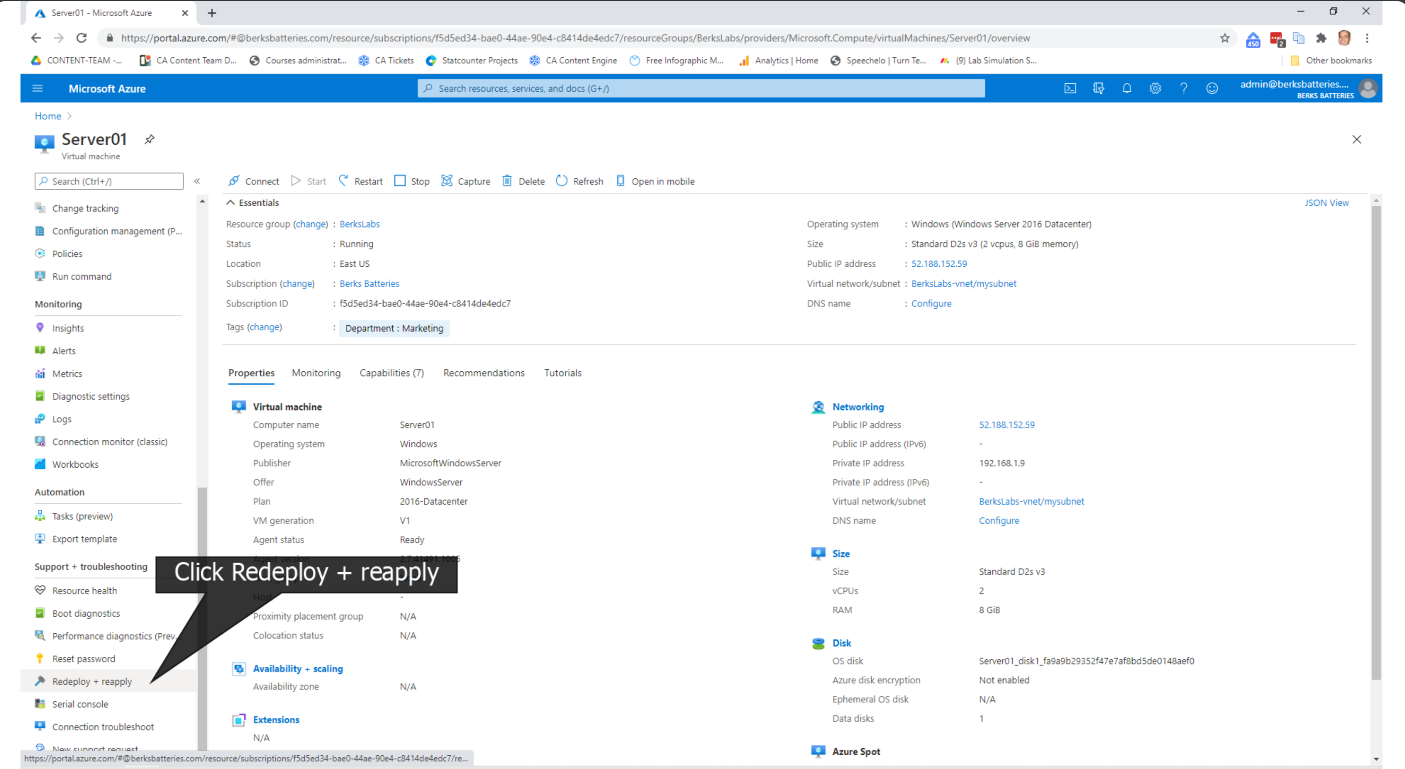 Server01 - Microsoft Azure
https://portal.azure.com/#@berksbatteries.com/resource/subscriptions/f5d5ed34-bae0-44ae-90e4-c8414de4edc7/resourceGroups/BerksLabs/providers/Microsoft.Compute/virtualMachines/Server01/overview
450 2
CONTENT-TEAM -... CA Content Team D... Courses administrat... CA Tickets Statcounter Projects CA Content Engine Free Infographic M... Analytics | Home Speechelo | Turn Te... (9) Lab Simulation S... Other bookmarks
Microsoft Azure Search resources, services, and docs (G+/) admin@berksbatteries....
BERKS BATTERIES
Home >
Server01
Virtual machine
Search (Ctrl+/) « Connect Start Restart Stop Capture Delete Refresh Open in mobile
Change tracking
Configuration management (P...
Policies
Run command
Monitoring
Insights
Alerts
Metrics
Diagnostic settings
Logs
Connection monitor (classic)
Workbooks
Automation
Tasks (preview)
Export template
Support + troubleshooting
Resource health
Boot diagnostics
Performance diagnostics (Prev...
Reset password
Redeploy + reapply
Serial console
Connection troubleshoot
New support request
https://portal.azure.com/#@berksbatteries.com/resource/subscriptions/f5d5ed34-bae0-44ae-90e4-c8414de4edc7/re...
Click Redeploy + reapply
Essentials JSON View
Resource group (change) : BerksLabs
Status : Running
Location : East US
Subscription (change) : Berks Batteries
Subscription ID : f5d5ed34-bae0-44ae-90e4-c8414de4edc7
Tags (change) : Department : Marketing
Operating system : Windows (Windows Server 2016 Datacenter)
Size : Standard D2s v3 (2 vcpus, 8 GiB memory)
Public IP address : 52.188.152.59
Virtual network/subnet : BerksLabs-vnet/mysubnet
DNS name : Configure
Properties Monitoring Capabilities (7) Recommendations Tutorials
Virtual machine
Computer name Server01
Operating system Windows
Publisher MicrosoftWindowsServer
Offer WindowsServer
Plan 2016-Datacenter
VM generation V1
Agent status Ready
Agent version
Host -
Proximity placement group N/A
Colocation status N/A
Availability + scaling
Availability zone N/A
Extensions
N/A
Networking
Public IP address 52.188.152.59
Public IP address (IPv6) -
Private IP address 192.168.1.9
Private IP address (IPv6) -
Virtual network/subnet BerksLabs-vnet/mysubnet
DNS name Configure
Size
Size Standard D2s v3
vCPUs 2
RAM 8 GiB
Disk
OS disk Server01_disk1_fa9a9b29352f47e7af8bd5de0148aef0
Azure disk encryption Not enabled
Ephemeral OS disk N/A
Data disks 1
Azure Spot